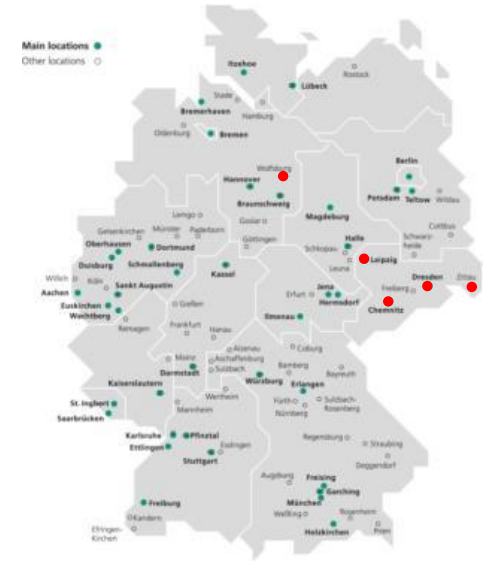 Itzehoe
Rostock
Main locations
Other locations
Lübeck
Stade
Bremerhaven
Hamburg
Oldenburg
Bremen
Berlin
Wolfsburg
Hannover
Potsdam
Teltow
Wildau
Braunschweig
Magdeburg
Lemgo
Goslar
Cottbus
Gelsenkirchen
Münster
Paderborn
Göttingen
Halle
Schwarz-
heide
Oberhausen
Dortmund
Schkopau
Leipzig
Duisburg
Schmallenberg
Kassel
Leuna
Dresden
Zittau
Willich
Köln
Sankt Augustin
Jena
Freiberg
Aachen
Erfurt
Hermsdorf
Euskirchen
Gießen
Chemnitz
Wachtberg
Ilmenau
Remagen
Frankfurt
Hanau
Alzenau
Coburg
Mainz
Aschaffenburg
Bamberg
Darmstadt
Sulzbach
Bayreuth
Würzburg
Kaiserslautern
Erlangen
Wertheim
St. Ingbert
Mannheim
Fürth
Sulzbach-
Rosenberg
Saarbrücken
Nürnberg
Karlsruhe
Pfinztal
Regensburg
Straubing
Ettlingen
Esslingen
Stuttgart
Deggendorf
Augsburg
Freising
Garching
München
Freiburg
Weßling
Rosenheim
Kandern
Efringen-
Kirchen
Holzkirchen
Prien